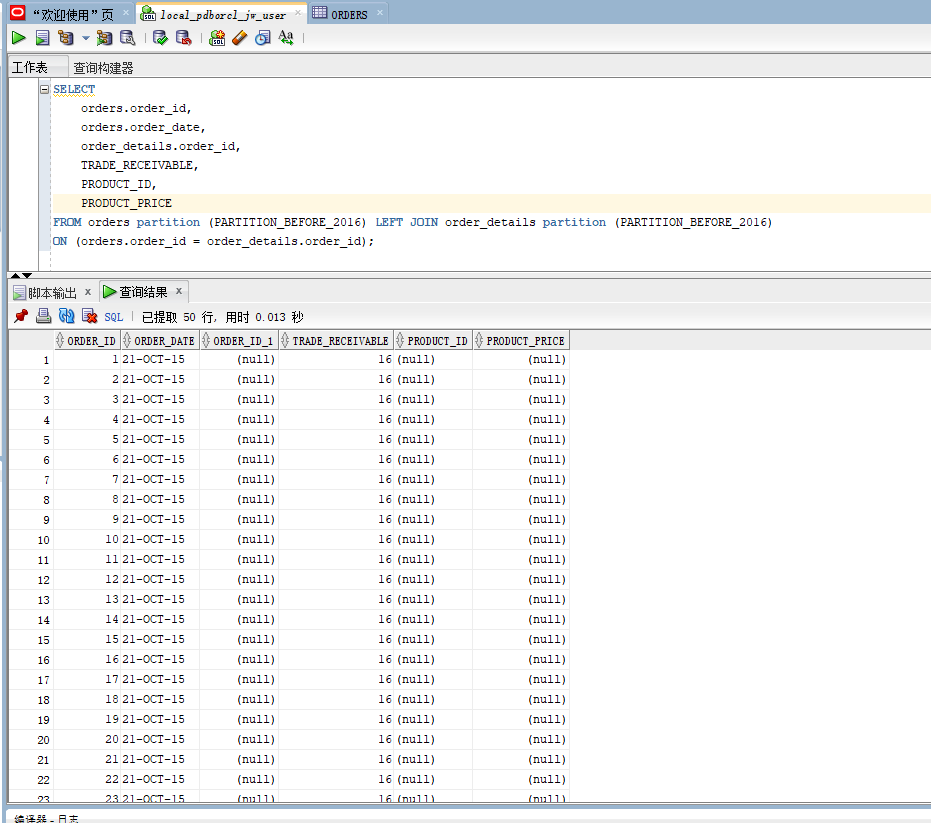 “欢迎使用”页 × local_pdborcl_jw_user × ORDERS ×
工作表 查询构建器
SELECT
orders.order_id,
orders.order_date,
order_details.order_id,
TRADE_RECEIVABLE,
PRODUCT_ID,
PRODUCT_PRICE
FROM orders partition (PARTITION_BEFORE_2016) LEFT JOIN order_details partition (PARTITION_BEFORE_2016)
ON (orders.order_id = order_details.order_id);
脚本输出 × 查询结果 ×
SQL | 已提取 50 行, 用时 0.013 秒
ORDER_ID ORDER_DATE ORDER_ID_1 TRADE_RECEIVABLE PRODUCT_ID PRODUCT_PRICE
1 1 21-OCT-15 (null) 16 (null) (null)
2 2 21-OCT-15 (null) 16 (null) (null)
3 3 21-OCT-15 (null) 16 (null) (null)
4 4 21-OCT-15 (null) 16 (null) (null)
5 5 21-OCT-15 (null) 16 (null) (null)
6 6 21-OCT-15 (null) 16 (null) (null)
7 7 21-OCT-15 (null) 16 (null) (null)
8 8 21-OCT-15 (null) 16 (null) (null)
9 9 21-OCT-15 (null) 16 (null) (null)
10 10 21-OCT-15 (null) 16 (null) (null)
11 11 21-OCT-15 (null) 16 (null) (null)
12 12 21-OCT-15 (null) 16 (null) (null)
13 13 21-OCT-15 (null) 16 (null) (null)
14 14 21-OCT-15 (null) 16 (null) (null)
15 15 21-OCT-15 (null) 16 (null) (null)
16 16 21-OCT-15 (null) 16 (null) (null)
17 17 21-OCT-15 (null) 16 (null) (null)
18 18 21-OCT-15 (null) 16 (null) (null)
19 19 21-OCT-15 (null) 16 (null) (null)
20 20 21-OCT-15 (null) 16 (null) (null)
21 21 21-OCT-15 (null) 16 (null) (null)
22 22 21-OCT-15 (null) 16 (null) (null)
23 23 21-OCT-15 (null) 16 (null) (null)
编译器 - 日志